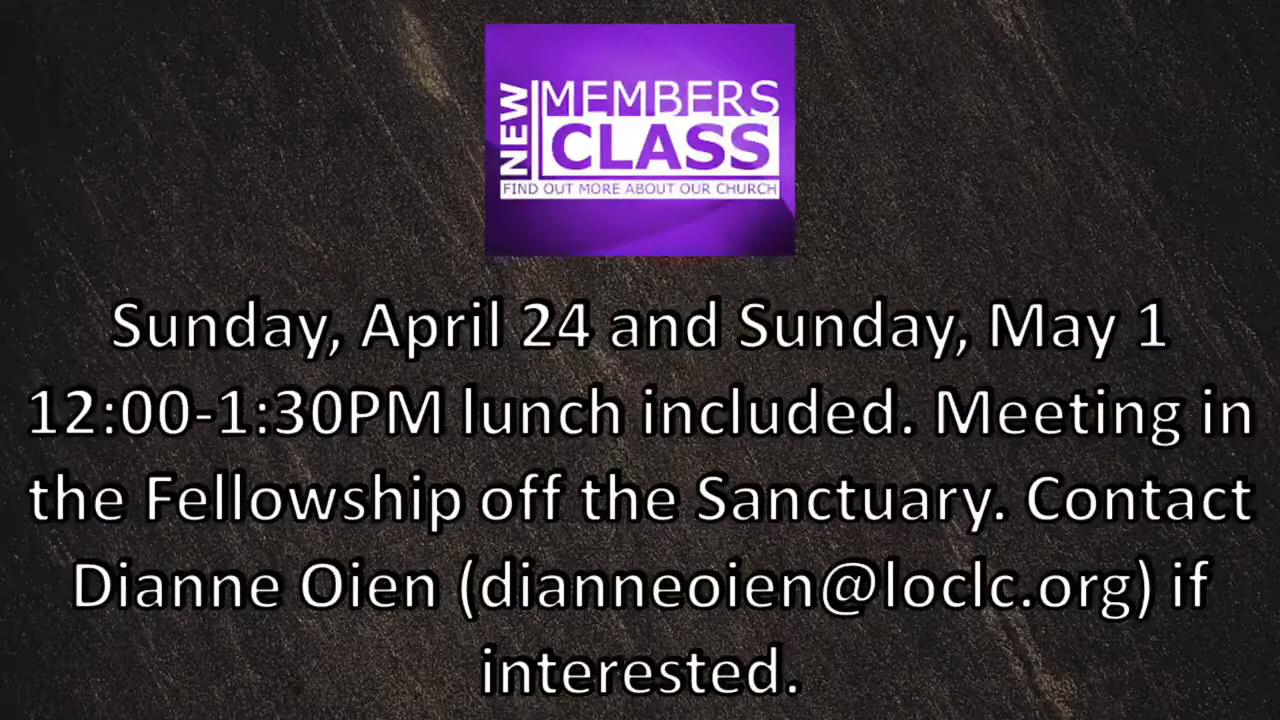 NEW
MEMBERS
CLASS
FIND OUT MORE ABOUT OUR CHURCH
Sunday, April 24 and Sunday, May 1
12:00-1:30PM lunch included. Meeting in
the Fellowship off the Sanctuary. Contact
Dianne Oien (dianneoien@loclc.org) if
interested.